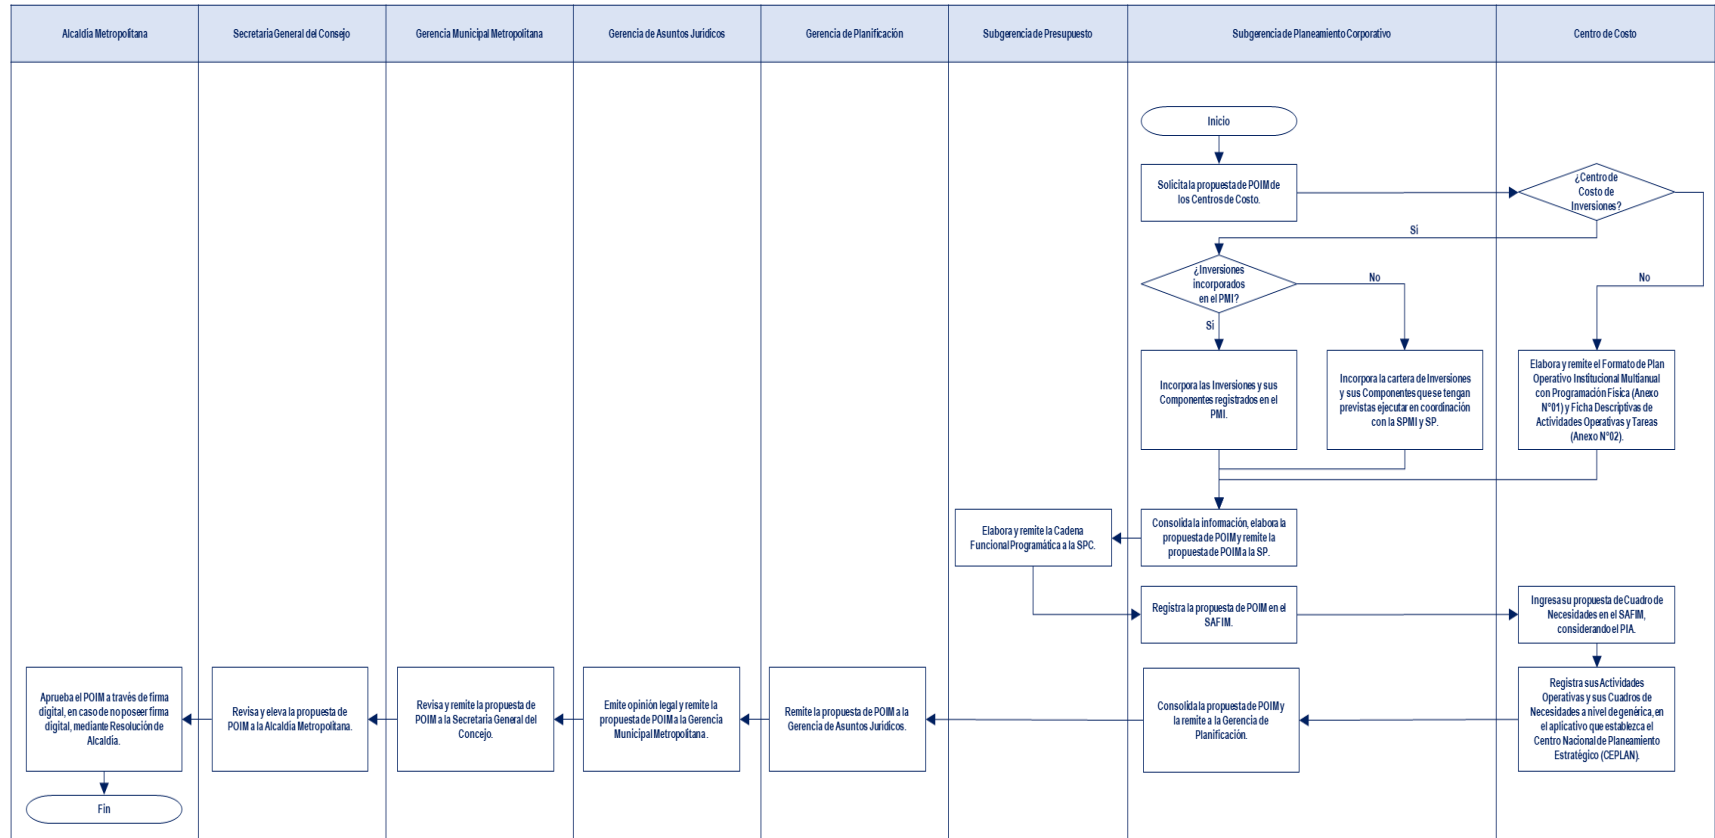 Alcaldía Metropolitana
Secretaria General del Consejo
Gerencia Municipal Metropolitana
Gerencia de Asuntos Jurídicos
Gerencia de Planificación
Subgerencia de Presupuesto
Subgerencia de Planeamiento Corporativo
Centro de Costo
Inicio
Solicita la propuesta de POIM de
los Centros de Costo.
¿Centro de
Costo de
Inversiones?
Si
No
¿Inversiones
incorporados
en el PMI?
No
Si
Incorpora las Inversiones y sus
Componentes registrados en el
PMI.
Incorpora la cartera de Inversiones
y sus Componentes que se tengan
previstas ejecutar en coordinación
con la SPMI y SP.
Elabora y remite el Formato de Plan
Operativo Institucional Multianual
con Programación Física (Anexo
N°01) y Ficha Descriptivas de
Actividades Operativas y Tareas
(Anexo N°02).
Elabora y remite la Cadena
Funcional Programática a la SPC.
Consolida la información, elabora la
propuesta de POIM y remite la
propuesta de POIM a la SP.
Registra la propuesta de POIM en el
SAFIM.
Ingresa su propuesta de Cuadro de
Necesidades en el SAFIM,
considerando el PIA.
Aprueba el POIM a través de firma
digital, en caso de no poseer firma
digital, mediante Resolución de
Alcaldía.
Revisa y eleva la propuesta de
POIM a la Alcaldía Metropolitana.
Revisa y remite la propuesta de
POIM a la Secretaria General del
Concejo.
Emite opinión legal y remite la
propuesta de POIM a la Gerencia
Municipal Metropolitana.
Remite la propuesta de POIM a la
Gerencia de Asuntos Jurídicos.
Consolida la propuesta de POIM y
la remite a la Gerencia de
Planificación.
Registra sus Actividades
Operativas y sus Cuadros de
Necesidades a nivel de genérica, en
el aplicativo que establezca el
Centro Nacional de Planeamiento
Estratégico (CEPLAN).
Fin